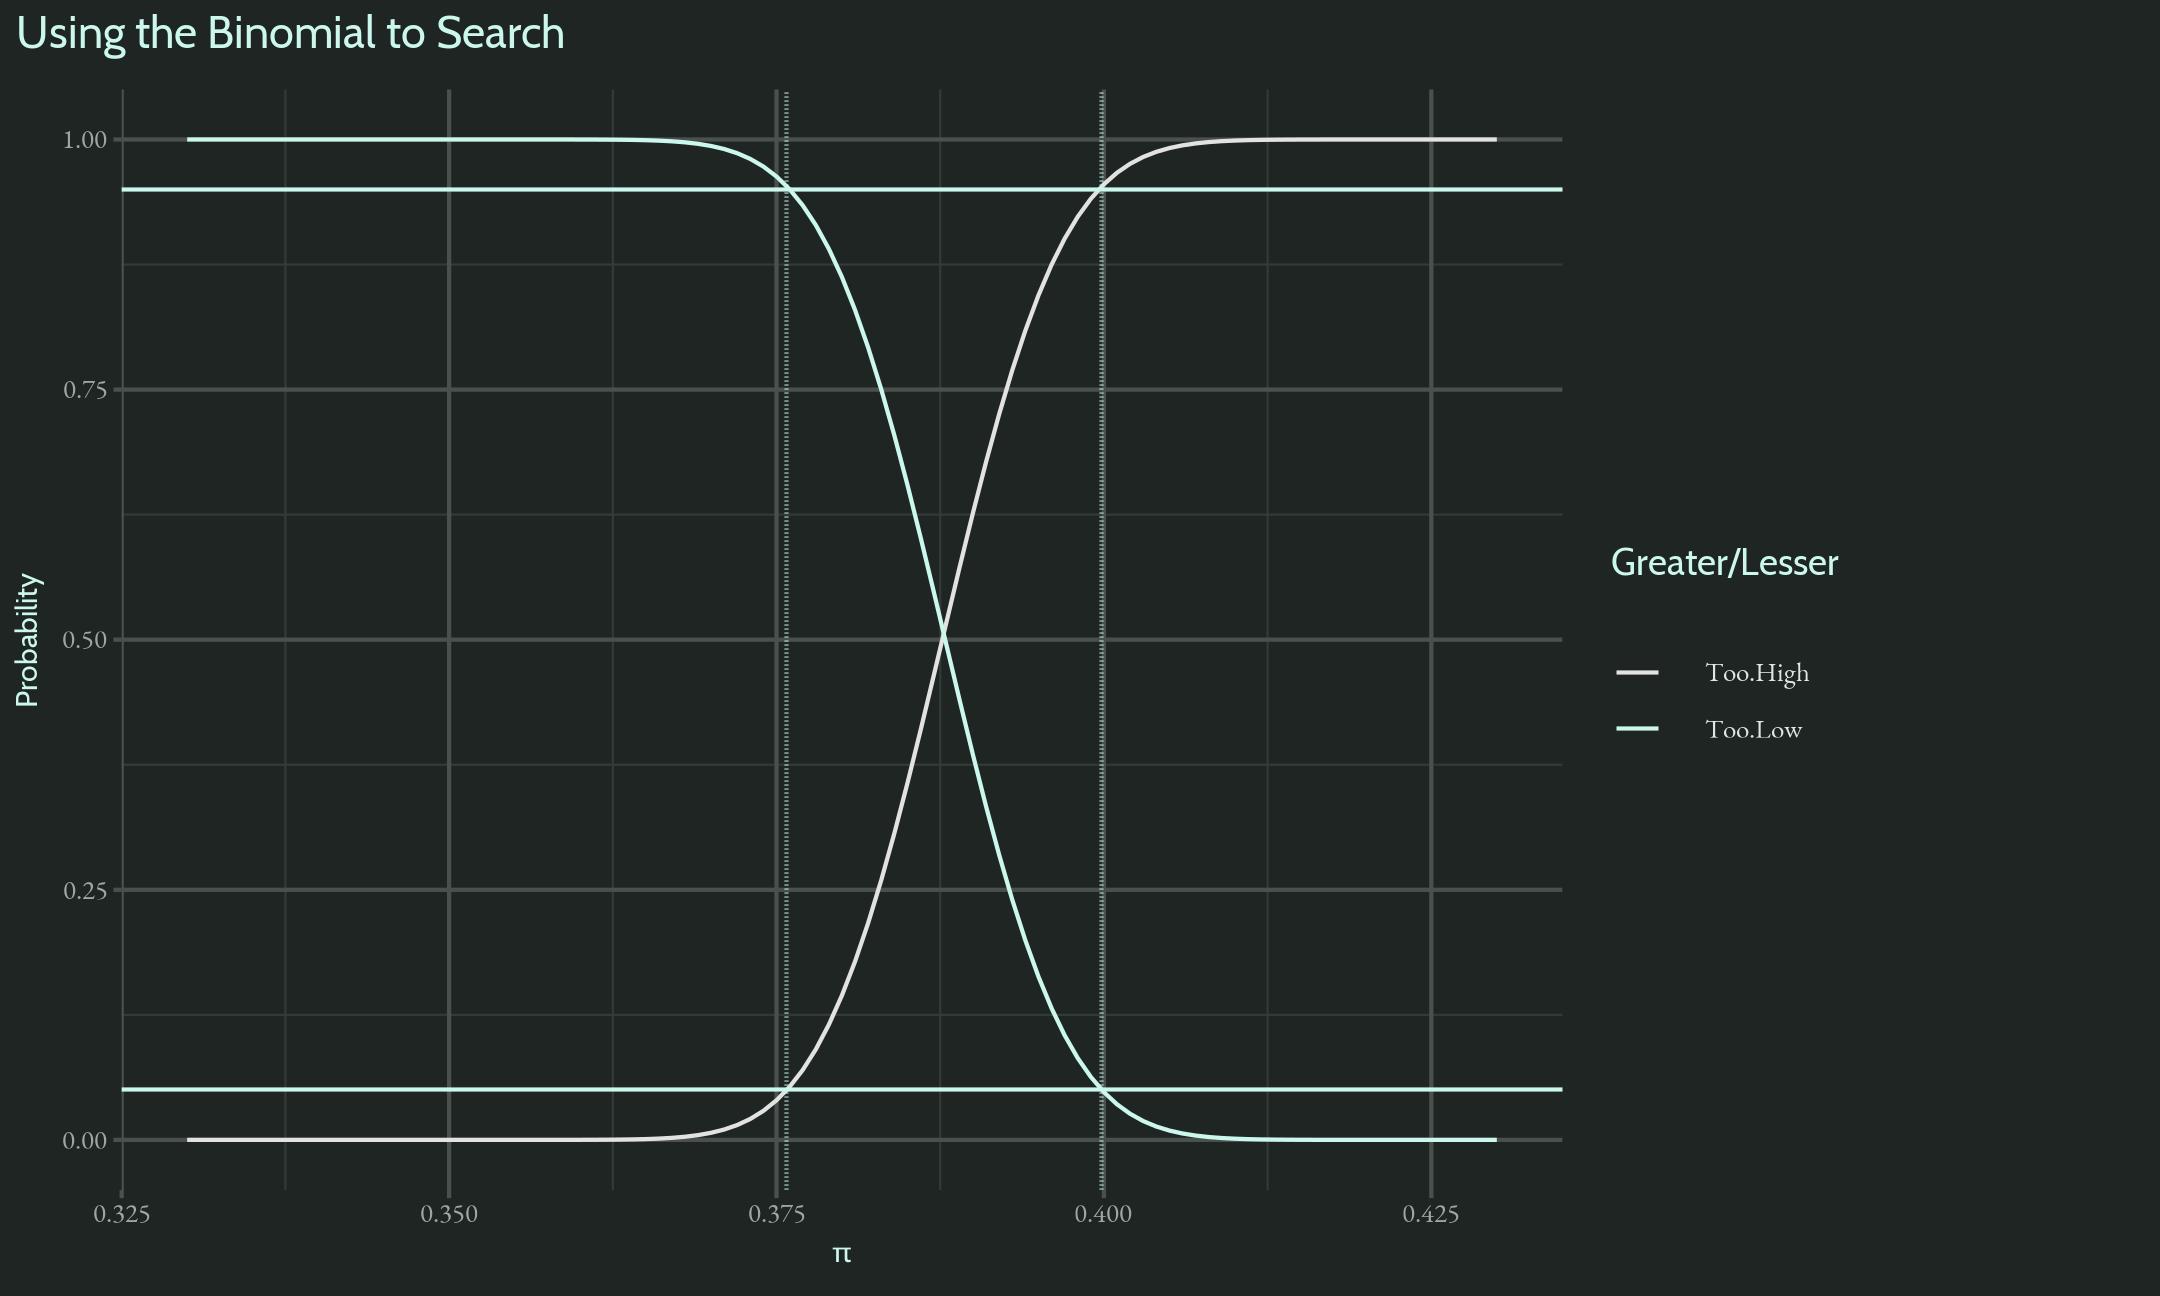 Using the Binomial to Search
1.00
0.75
0.50
0.25
0.00
Probability
0.325 0.350 0.375 0.400 0.425
π
Greater/Lesser
Too.High
Too.Low